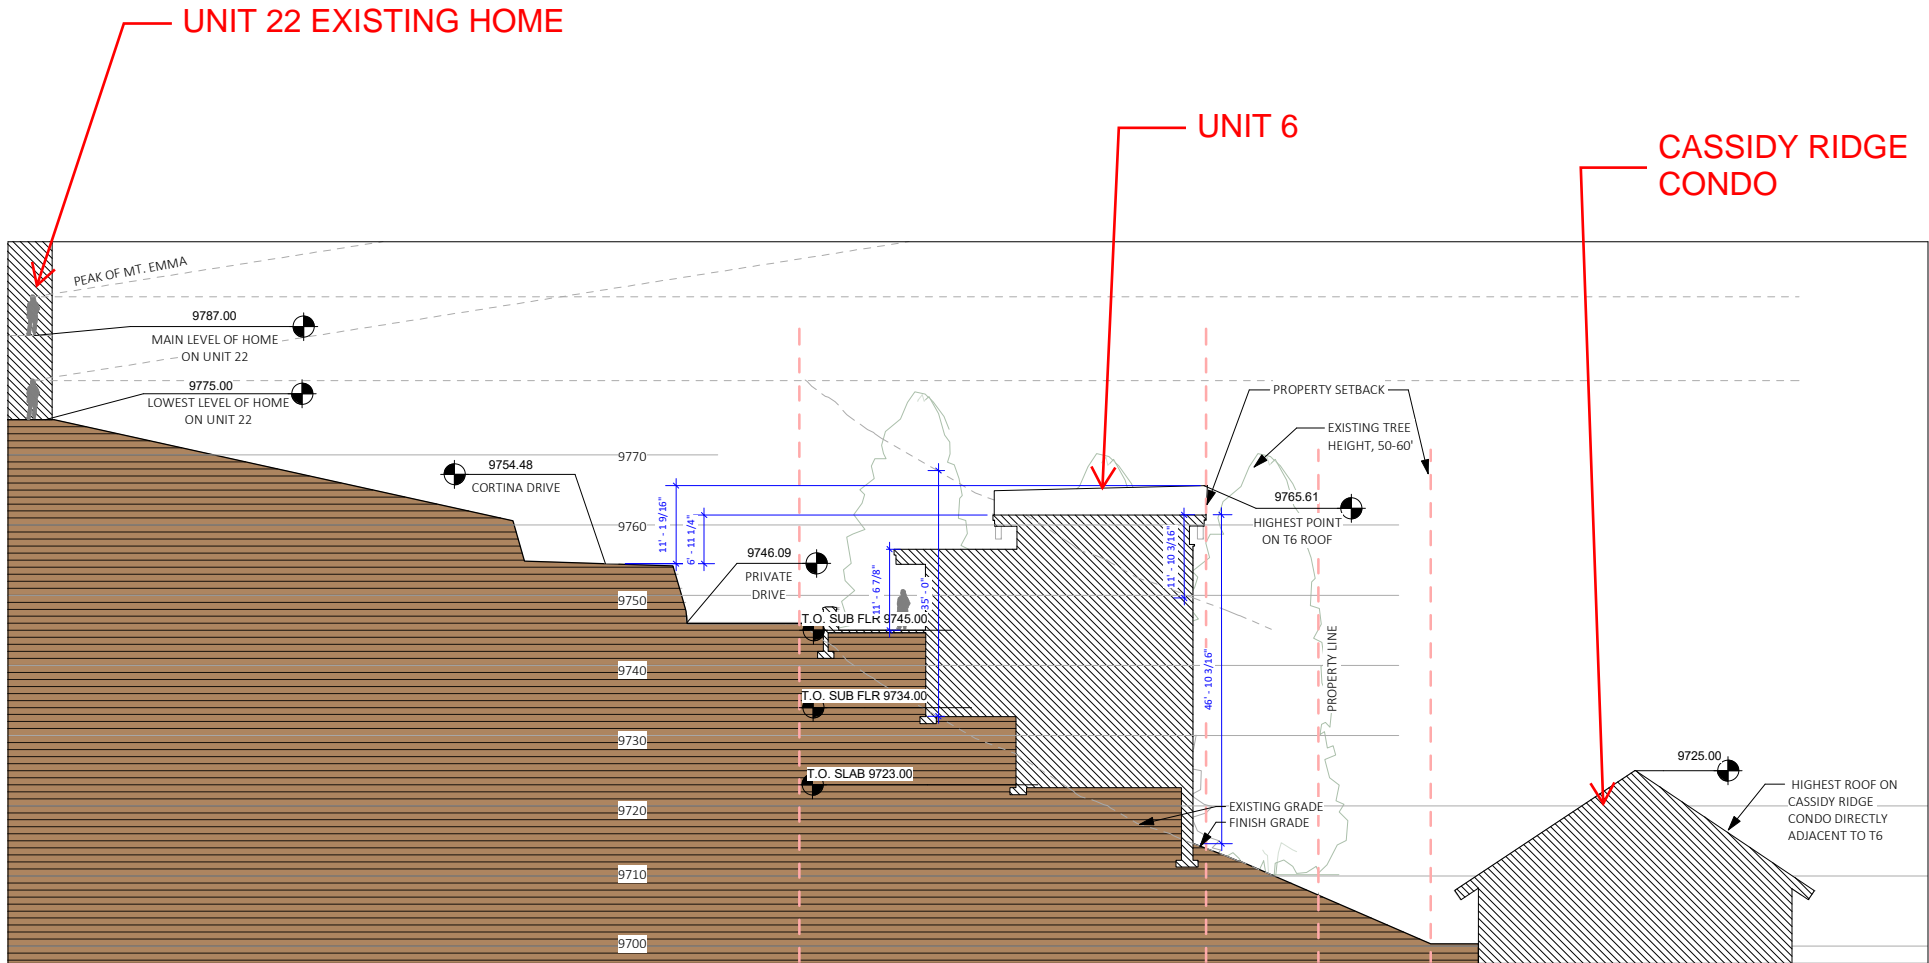 UNIT 22 EXISTING HOME
UNIT 6
CASSIDY RIDGE
CONDO
PEAK OF MT. EMMA
9787.00
MAIN LEVEL OF HOME
ON UNIT 22
9775.00
LOWEST LEVEL OF HOME
ON UNIT 22
9754.48
CORTINA DRIVE
9770
9760
9750
9740
9730
9720
9710
9700
11' - 1 9/16"
6' - 11 1/4"
9746.09
PRIVATE
DRIVE
T.O. SUB FLR 9745.00
T.O. SUB FLR 9734.00
T.O. SLAB 9723.00
11' - 6 7/8"
35' - 0"
11' - 10 3/16"
46' - 10 3/16"
PROPERTY SETBACK
EXISTING TREE
HEIGHT, 50-60'
9765.61
HIGHEST POINT
ON T6 ROOF
PROPERTY LINE
EXISTING GRADE
FINISH GRADE
9725.00
HIGHEST ROOF ON
CASSIDY RIDGE
CONDO DIRECTLY
ADJACENT TO T6